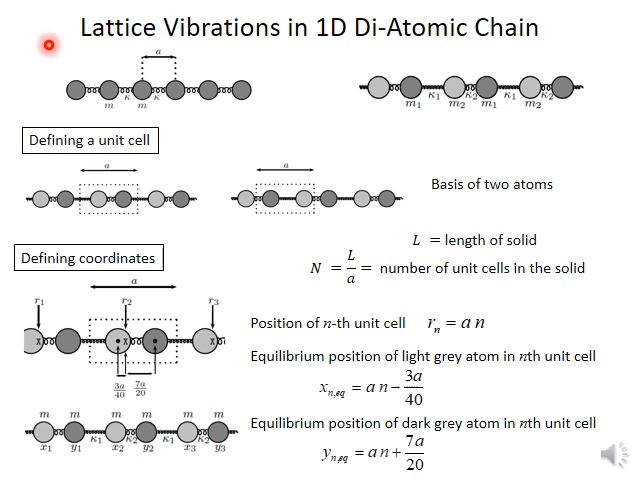 Lattice Vibrations in 1D Di-Atomic Chain
a
κ κ
m m
κ₁ κ₂ κ₁ κ₂
m₁ m₂ m₁ m₂
Defining a unit cell
a
a
Basis of two atoms
L = length of solid
Defining coordinates
N = L/a = number of unit cells in the solid
a
r₁ r₂ r₃
Position of n-th unit cell rₙ = a n
x x x
Equilibrium position of light grey atom in nth unit cell
3a/40 7a/20
xₙ,eq = a n − 3a/40
m m m m m m
Equilibrium position of dark grey atom in nth unit cell
κ₁ κ₂ κ₁ κ₂
x₁ y₁ x₂ y₂ x₃ y₃
yₙ,eq = a n + 7a/20